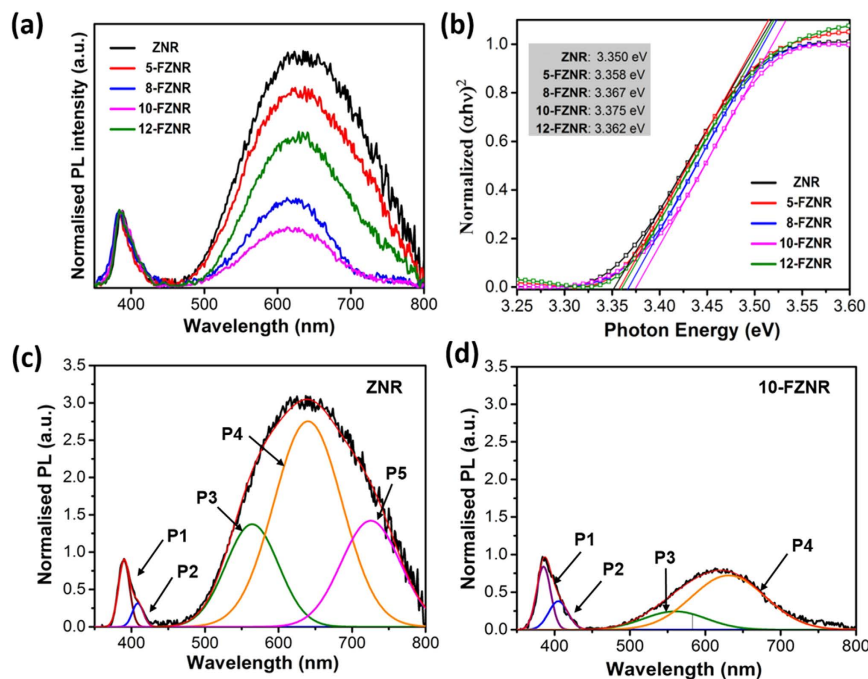 (a)
Normalised PL intensity (a.u.)
ZNR
5-FZNR
8-FZNR
10-FZNR
12-FZNR
400 500 600 700 800
Wavelength (nm)
(b)
Normalized (αhν)²
1.0
0.8
0.6
0.4
0.2
0.0
ZNR: 3.350 eV
5-FZNR: 3.358 eV
8-FZNR: 3.367 eV
10-FZNR: 3.375 eV
12-FZNR: 3.362 eV
ZNR
5-FZNR
8-FZNR
10-FZNR
12-FZNR
3.25 3.30 3.35 3.40 3.45 3.50 3.55 3.60
Photon Energy (eV)
(c)
Normalised PL (a.u.)
3.5
3.0
2.5
2.0
1.5
1.0
0.5
0.0
ZNR
P1
P2
P3
P4
P5
400 500 600 700 800
Wavelength (nm)
(d)
Normalised PL (a.u.)
3.5
3.0
2.5
2.0
1.5
1.0
0.5
0.0
10-FZNR
P1
P2
P3
P4
400 500 600 700 800
Wavelength (nm)